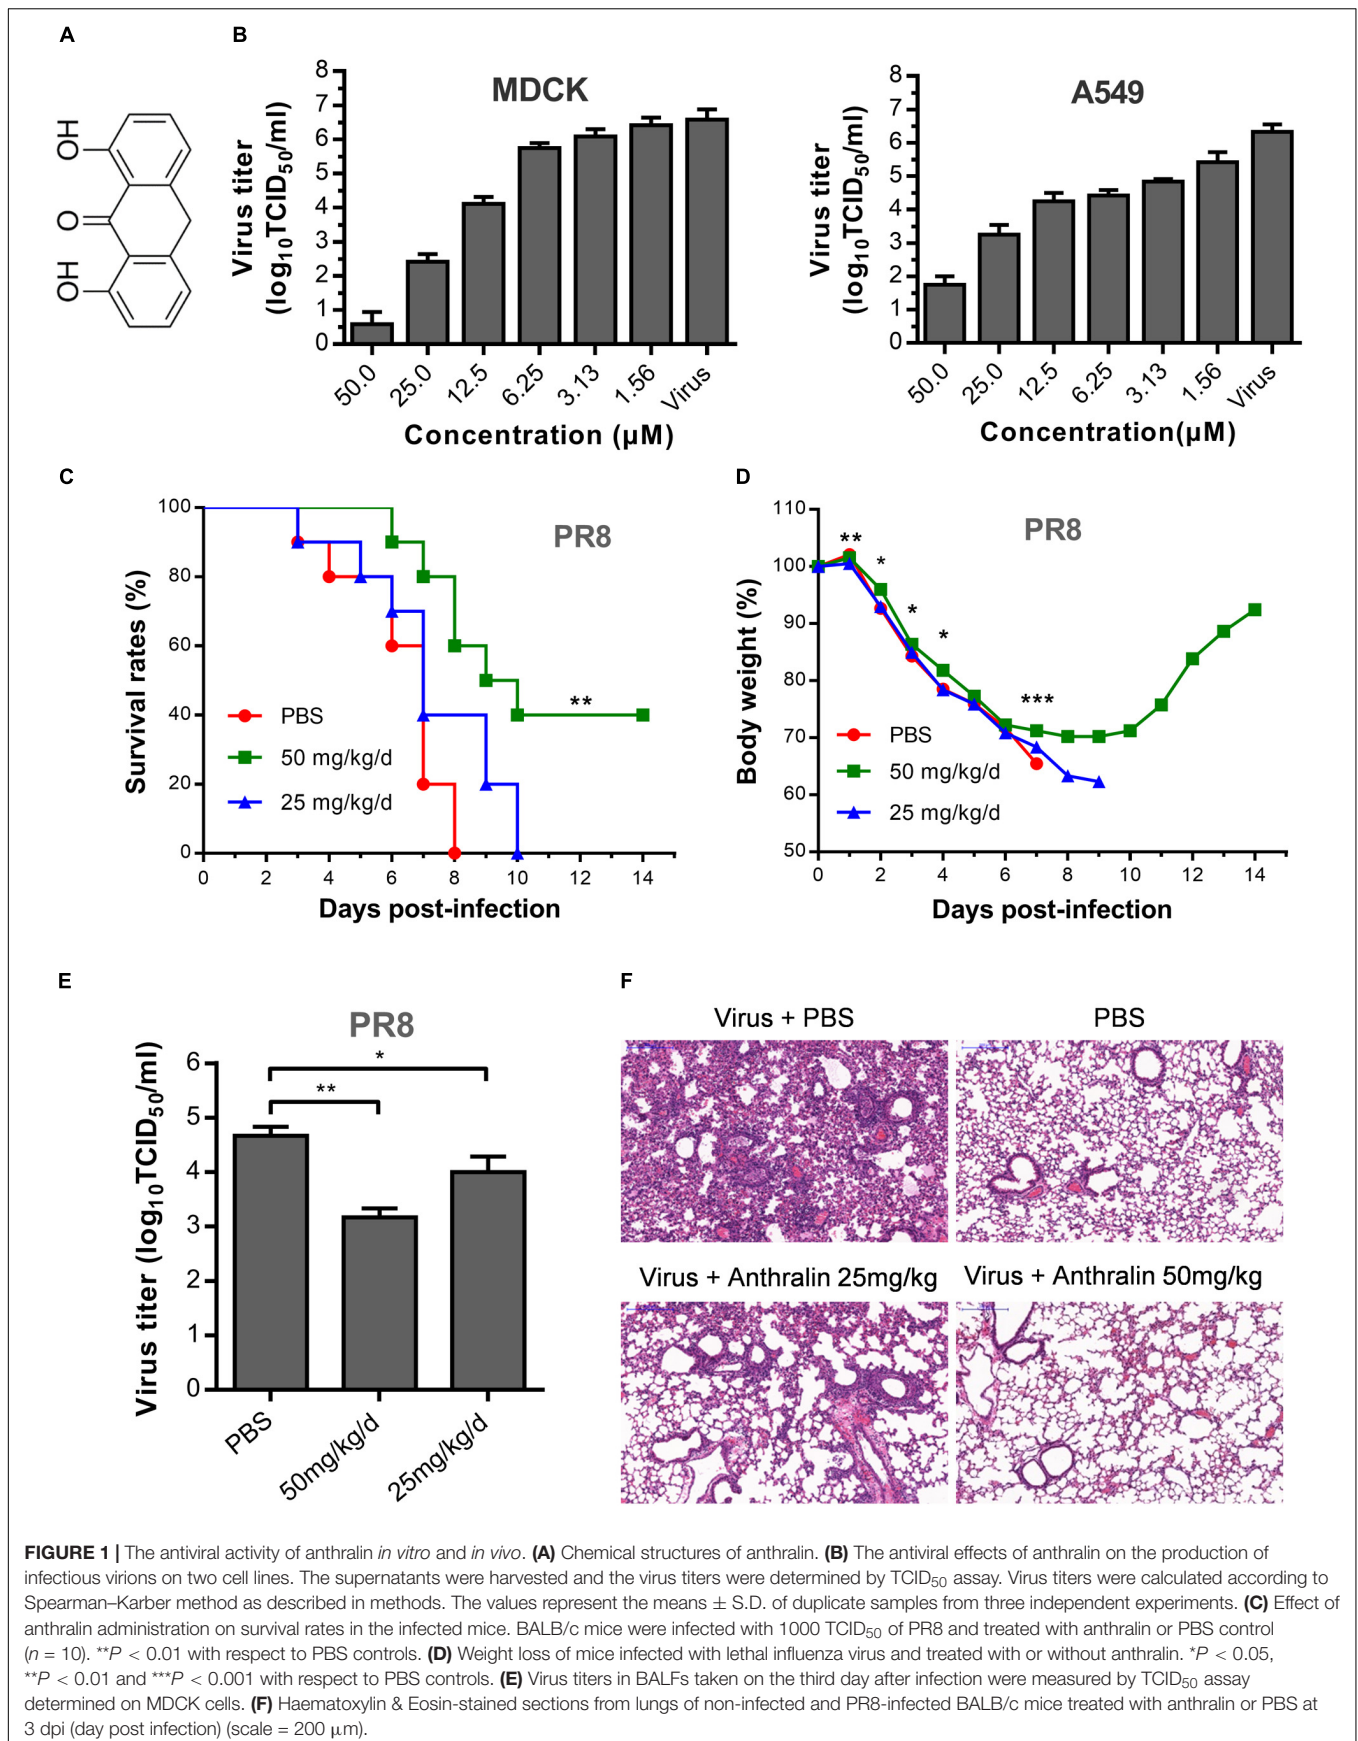 A
HO
O
HO
B
MDCK
Virus titer
(log10TCID50/ml)
8
7
6
5
4
3
2
1
0
50.0
25.0
12.5
6.25
3.13
1.56
Virus
Concentration (µM)
A549
Virus titer
(log10TCID50/ml)
8
7
6
5
4
3
2
1
0
50.0
25.0
12.5
6.25
3.13
1.56
Virus
Concentration(µM)
C
PR8
Survival rates (%)
100
80
60
40
20
0
**
PBS
50 mg/kg/d
25 mg/kg/d
0 2 4 6 8 10 12 14
Days post-infection
D
PR8
Body weight (%)
110
100
90
80
70
60
50
**
*
*
*
***
PBS
50 mg/kg/d
25 mg/kg/d
0 2 4 6 8 10 12 14
Days post-infection
E
PR8
Virus titer (log10TCID50/ml)
6
5
4
3
2
1
0
*
**
PBS
50mg/kg/d
25mg/kg/d
F
Virus + PBS
PBS
Virus + Anthralin 25mg/kg
Virus + Anthralin 50mg/kg
FIGURE 1 | The antiviral activity of anthralin in vitro and in vivo. (A) Chemical structures of anthralin. (B) The antiviral effects of anthralin on the production of
infectious virions on two cell lines. The supernatants were harvested and the virus titers were determined by TCID50 assay. Virus titers were calculated according to
Spearman–Karber method as described in methods. The values represent the means ± S.D. of duplicate samples from three independent experiments. (C) Effect of
anthralin administration on survival rates in the infected mice. BALB/c mice were infected with 1000 TCID50 of PR8 and treated with anthralin or PBS control
(n = 10). **P < 0.01 with respect to PBS controls. (D) Weight loss of mice infected with lethal influenza virus and treated with or without anthralin. *P < 0.05,
**P < 0.01 and ***P < 0.001 with respect to PBS controls. (E) Virus titers in BALFs taken on the third day after infection were measured by TCID50 assay
determined on MDCK cells. (F) Haematoxylin & Eosin-stained sections from lungs of non-infected and PR8-infected BALB/c mice treated with anthralin or PBS at
3 dpi (day post infection) (scale = 200 µm).